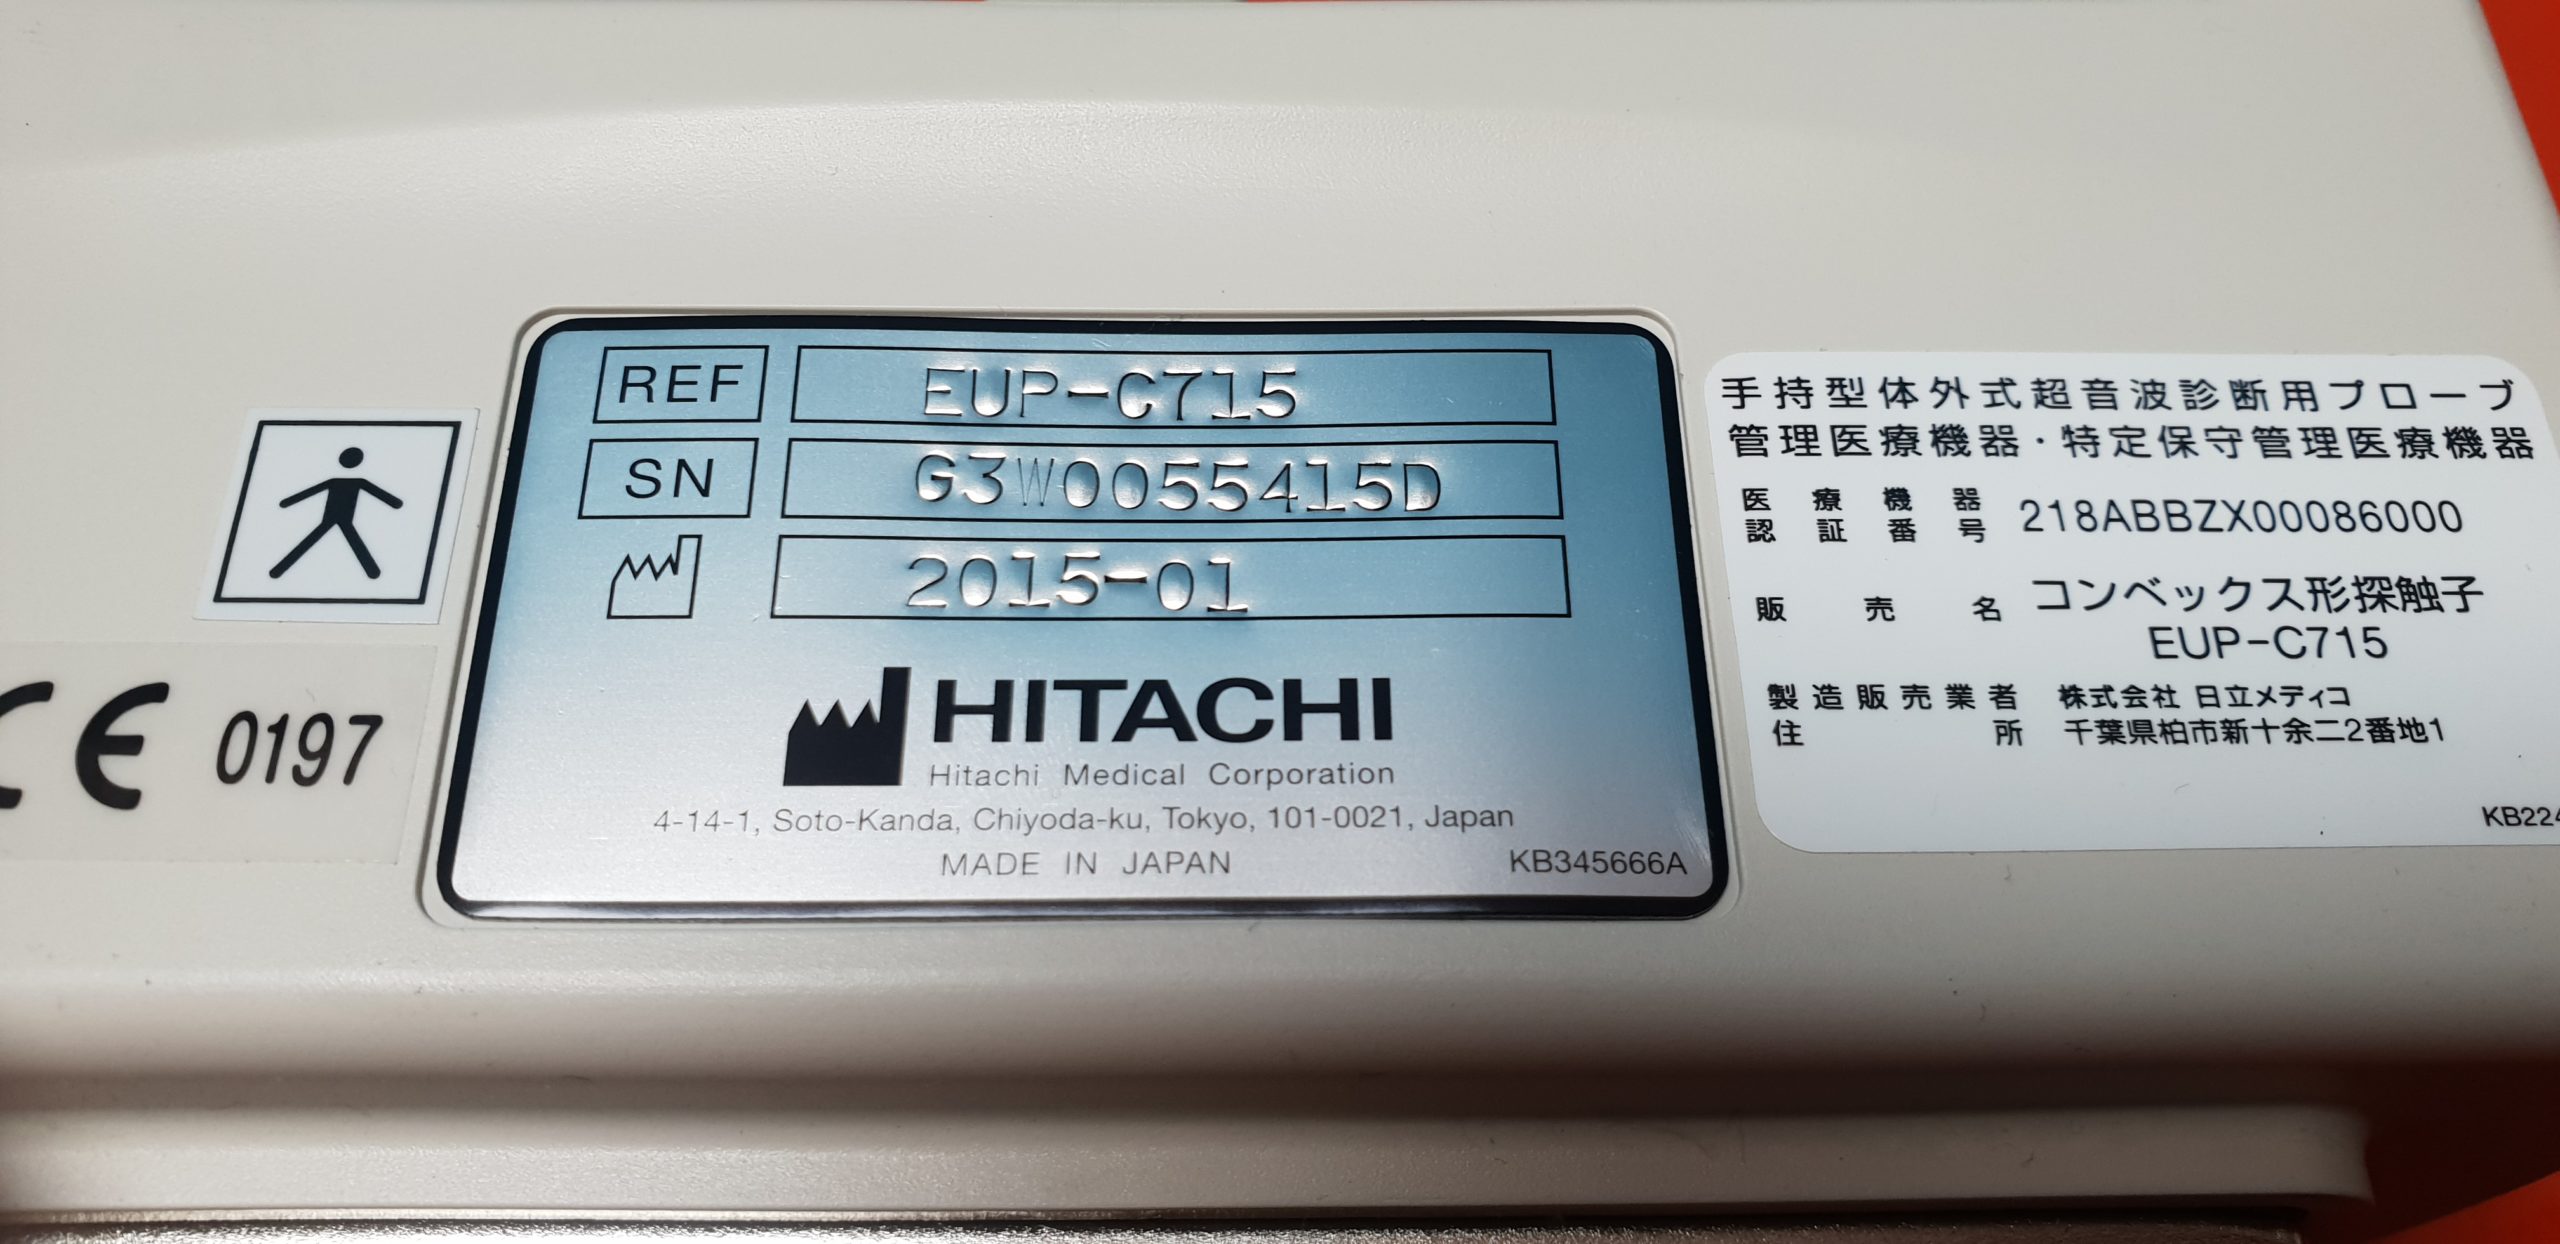 REF EUP-C715
SN G3W0055415D
2015-01
HITACHI
Hitachi Medical Corporation
4-14-1, Soto-Kanda, Chiyoda-ku, Tokyo, 101-0021, Japan
MADE IN JAPAN KB345666A
CE 0197
手持型体外式超音波診断用プローブ
管理医療機器・特定保守管理医療機器
医療機器
認証番号 218ABBZX00086000
販売名 コンベックス形探触子
EUP-C715
製造販売業者 株式会社 日立メディコ
住所 千葉県柏市新十余二2番地1